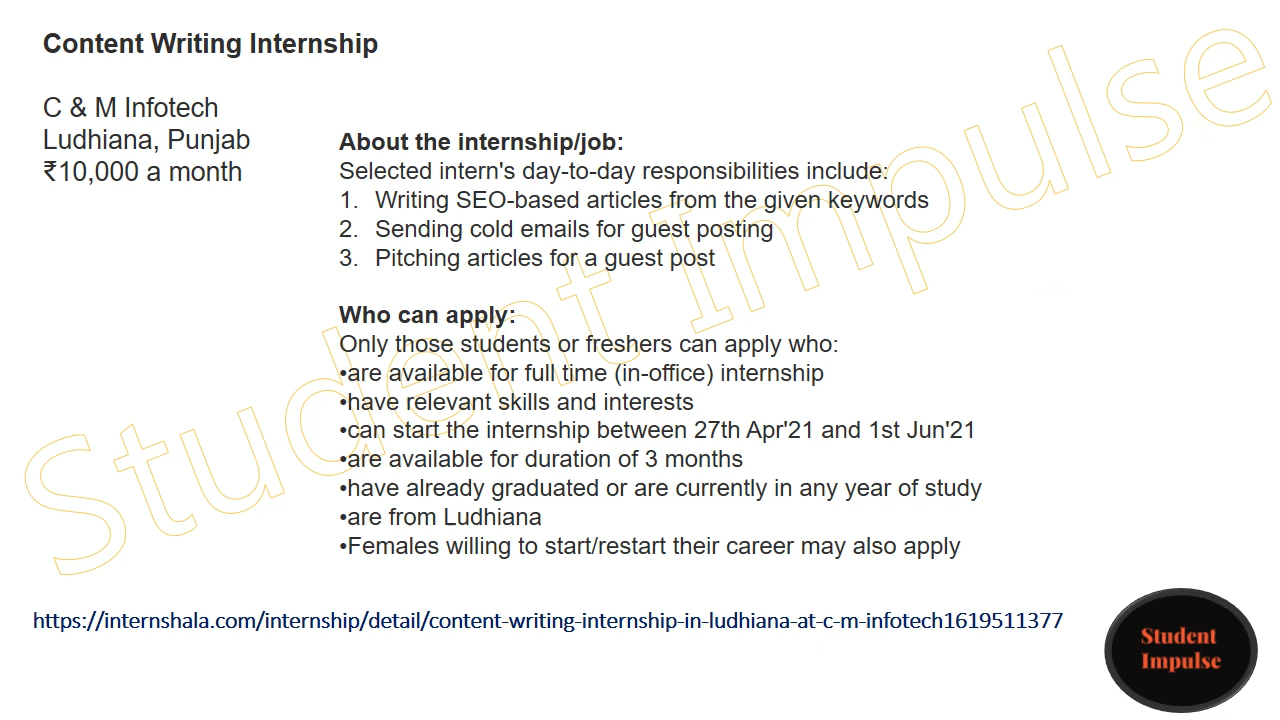 Content Writing Internship
C & M Infotech
Ludhiana, Punjab
₹10,000 a month
About the internship/job:
Selected intern's day-to-day responsibilities include:
1. Writing SEO-based articles from the given keywords
2. Sending cold emails for guest posting
3. Pitching articles for a guest post
Who can apply:
Only those students or freshers can apply who:
•are available for full time (in-office) internship
•have relevant skills and interests
•can start the internship between 27th Apr'21 and 1st Jun'21
•are available for duration of 3 months
•have already graduated or are currently in any year of study
•are from Ludhiana
•Females willing to start/restart their career may also apply
https://internshala.com/internship/detail/content-writing-internship-in-ludhiana-at-c-m-infotech1619511377
Student Impulse
Student
Impulse